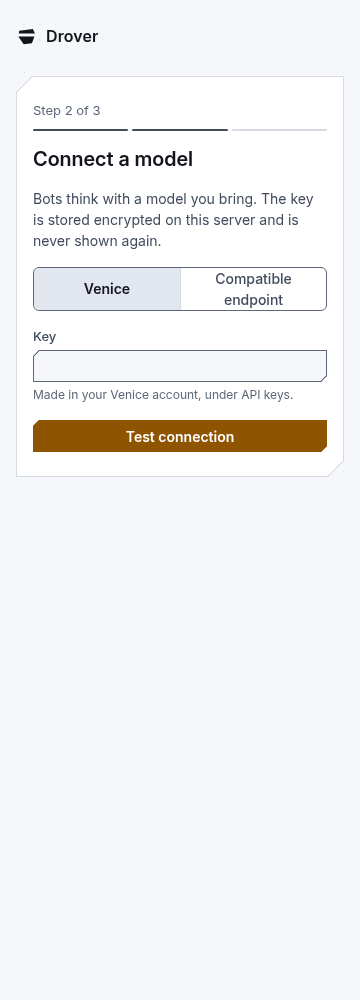 Drover
Step 2 of 3
Connect a model
Bots think with a model you bring. The key
is stored encrypted on this server and is
never shown again.
Venice
Compatible
endpoint
Key
Made in your Venice account, under API keys.
Test connection